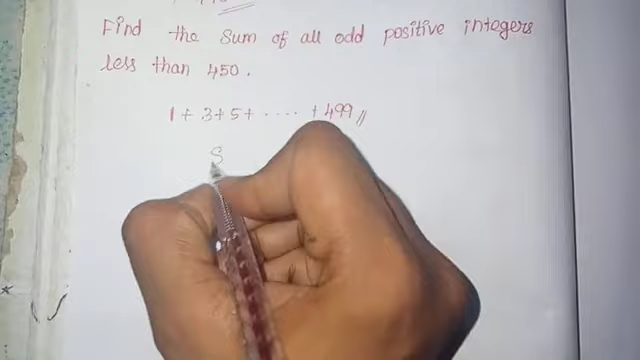 Find the sum of all odd positive integers
less than 450.
1 + 3 + 5 + ..... + 499 //
S